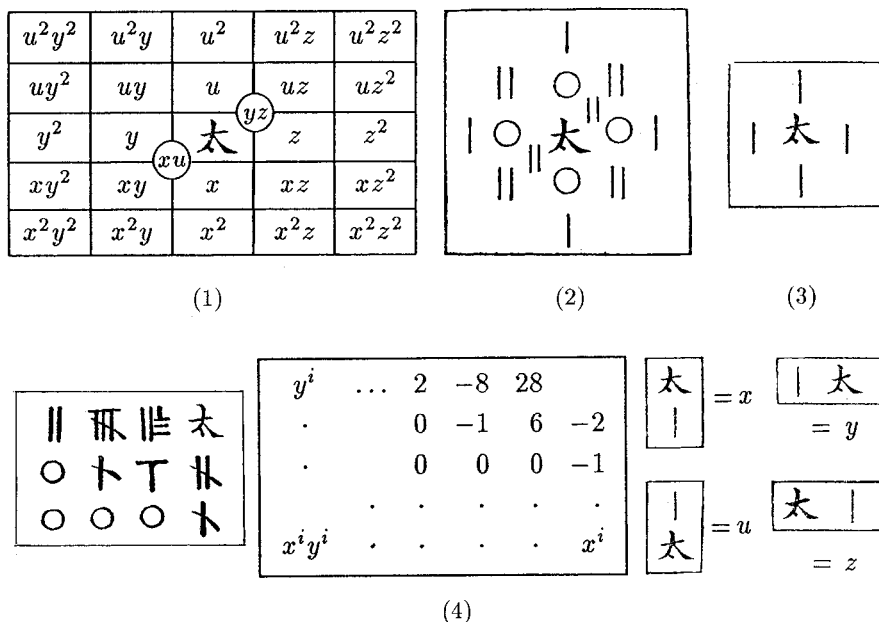 u²y² u²y u² u²z u²z²
uy² uy u uz uz²
yz
y² y 太 z z²
xu
xy² xy x xz xz²
x²y² x²y x² x²z x²z²
(1)
|
|| ○ ||
||
| ○ 太 ○ |
||
|| ○ ||
|
(2)
|
| 太 |
|
(3)
太
yⁱ … 2 −8 28
· 0 −1 6 −2
· 0 0 0 −1
· · · · ·
xⁱyⁱ · · · · xⁱ
太
|
= x
| 太
= y
|
太
= u
太 |
= z
(4)